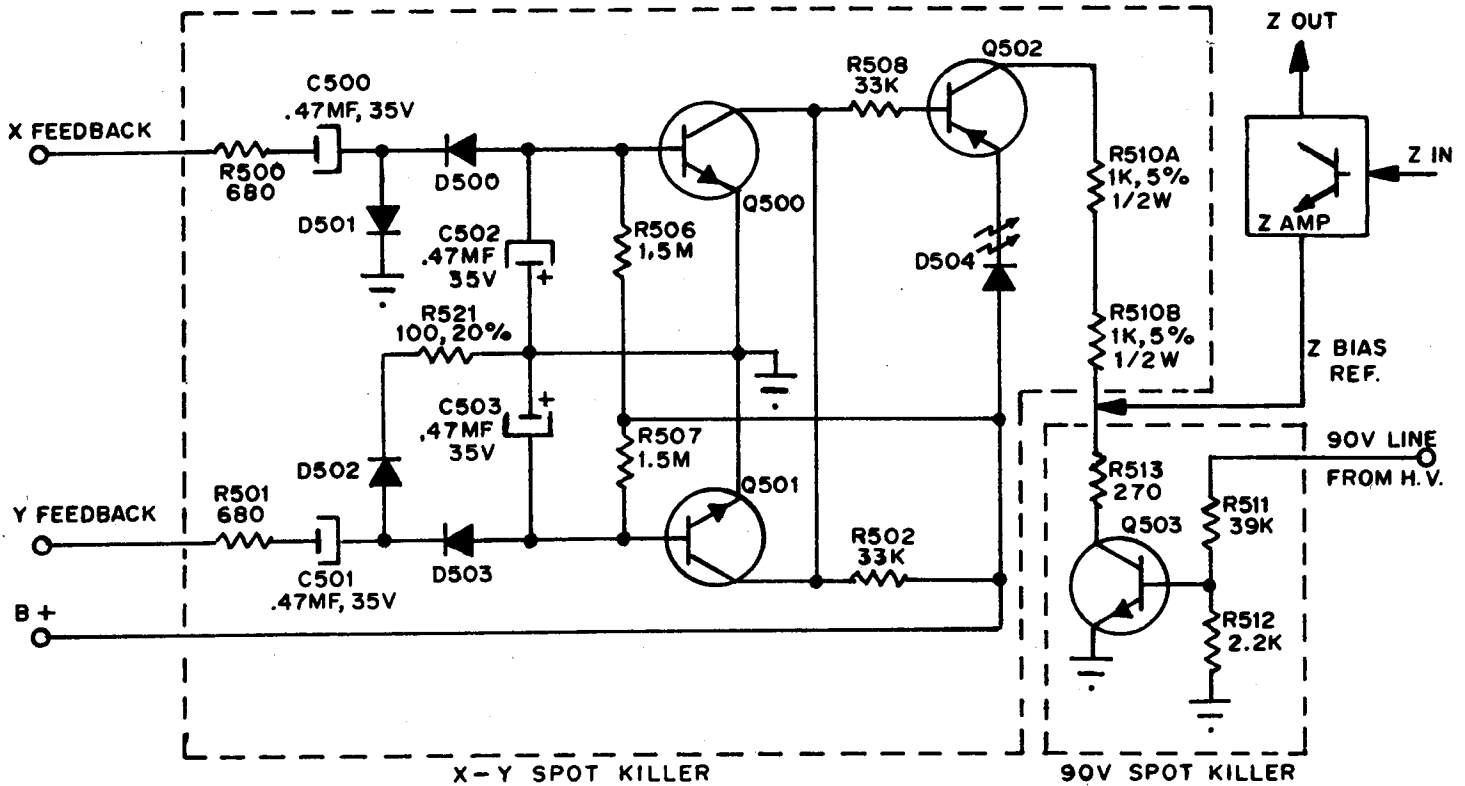 Z OUT
Q502
R508
33K
C500
.47MF, 35V
X FEEDBACK
R500
680
D500
D501
Q500
R510A
1K, 5%
1/2W
Z IN
Z AMP
C502
.47MF
35V
+
R506
1.5M
D504
R521
100, 20%
R510B
1K, 5%
1/2W
Z BIAS
REF.
C503
.47MF
35V
+
R507
1.5M
90V LINE
FROM H.V.
D502
R501
680
Y FEEDBACK
Q501
R513
270
R511
39K
Q503
C501
.47MF, 35V
D503
R502
33K
B +
R512
2.2K
X-Y SPOT KILLER
90V SPOT KILLER